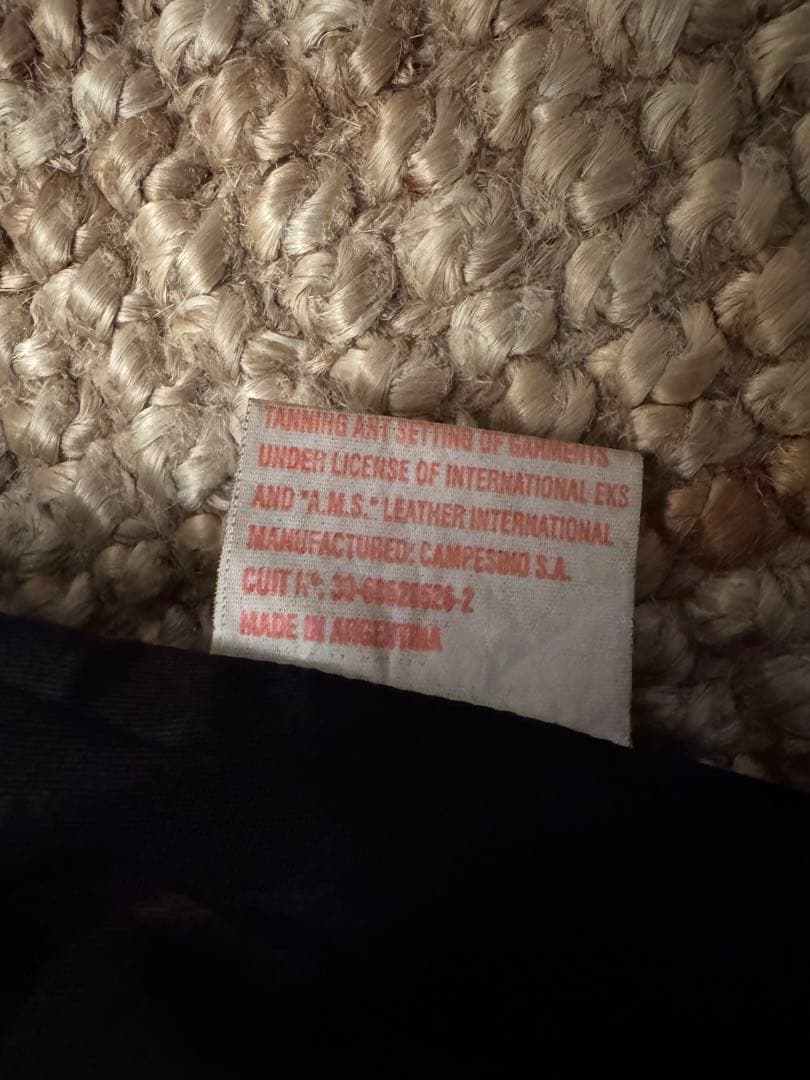 TANNING ART SETTING OF GARMENTS
UNDER LICENSE OF INTERNATIONAL EKS
AND "A.M.S." LEATHER INTERNATIONAL
MANUFACTURED: CAMPESINO S.A.
CUIT Nº:
MADE IN ARGENTINA